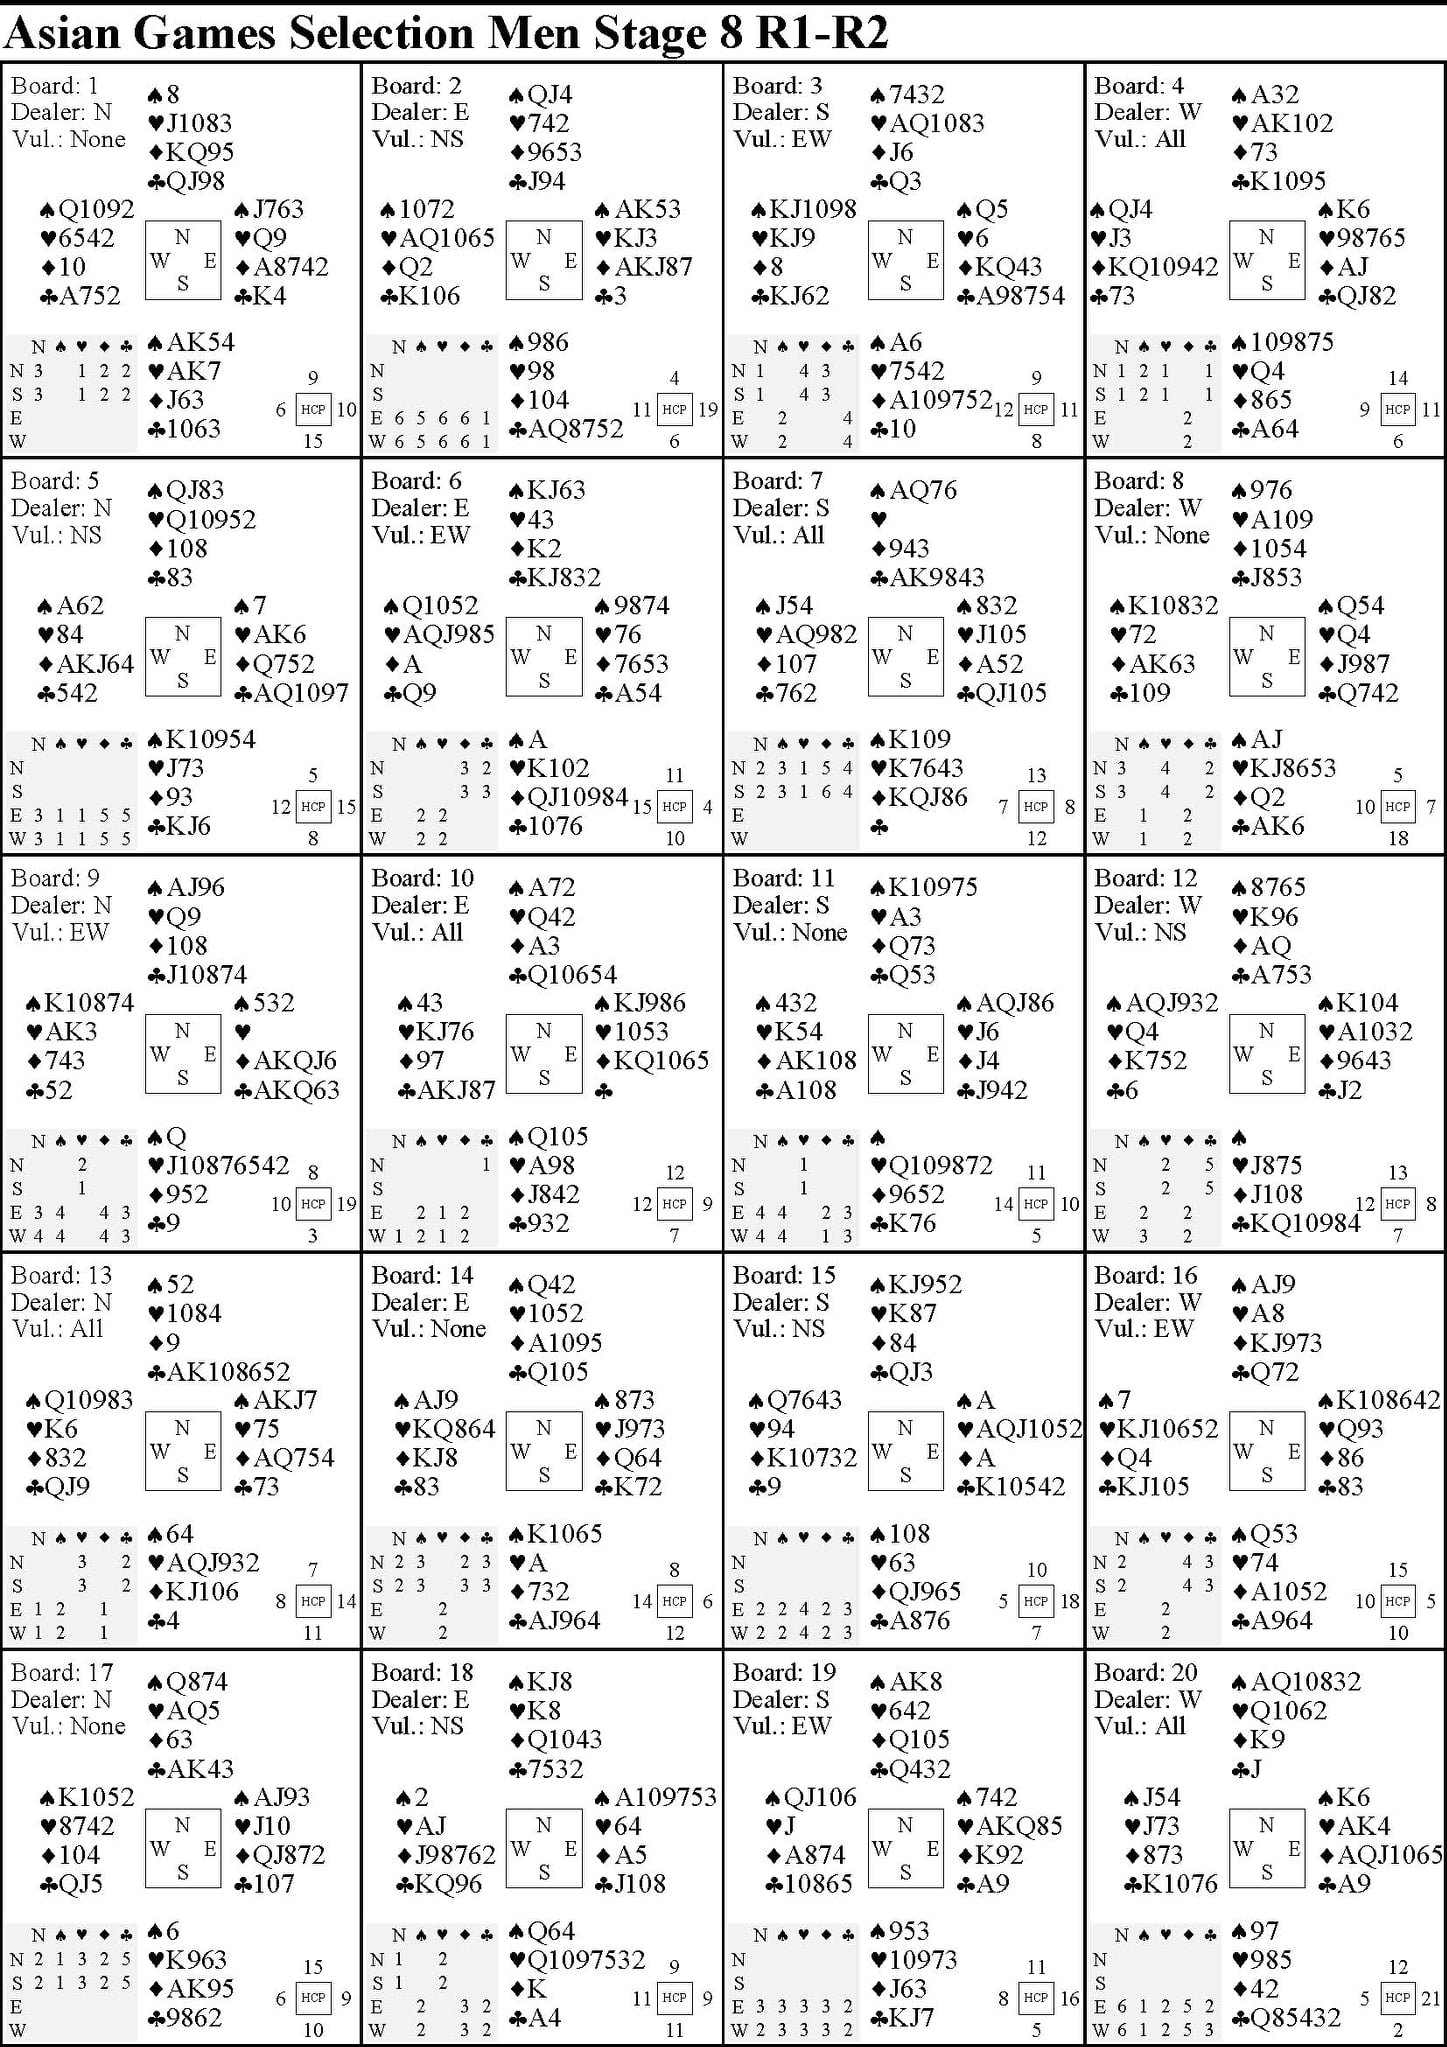 Asian Games Selection Men Stage 8 R1-R2
Board: 1
Dealer: N
Vul.: None
♠8
♥J1083
♦KQ95
♣QJ98
♠Q1092
♥6542
♦10
♣A752
N
W E
S
♠J763
♥Q9
♦A8742
♣K4
N ♠ ♥ ♦ ♣
N 3 1 2 2
S 3 1 2 2
E
W
♠AK54
♥AK7
♦J63
♣1063
9
6 HCP 10
15
Board: 2
Dealer: E
Vul.: NS
♠QJ4
♥742
♦9653
♣J94
♠1072
♥AQ1065
♦Q2
♣K106
N
W E
S
♠AK53
♥KJ3
♦AKJ87
♣3
N ♠ ♥ ♦ ♣
N
S
E 6 5 6 6 1
W 6 5 6 6 1
♠986
♥98
♦104
♣AQ8752
4
11 HCP 19
6
Board: 3
Dealer: S
Vul.: EW
♠7432
♥AQ1083
♦J6
♣Q3
♠KJ1098
♥KJ9
♦8
♣KJ62
N
W E
S
♠Q5
♥6
♦KQ43
♣A98754
N ♠ ♥ ♦ ♣
N 1 4 3
S 1 4 3
E 2 4
W 2 4
♠A6
♥7542
♦A109752
♣10
9
12 HCP 11
8
Board: 4
Dealer: W
Vul.: All
♠A32
♥AK102
♦73
♣K1095
♠QJ4
♥J3
♦KQ10942
♣73
N
W E
S
♠K6
♥98765
♦AJ
♣QJ82
N ♠ ♥ ♦ ♣
N 1 2 1 1
S 1 2 1 1
E 2
W 2
♠109875
♥Q4
♦865
♣A64
14
9 HCP 11
6
Board: 5
Dealer: N
Vul.: NS
♠QJ83
♥Q10952
♦108
♣83
♠A62
♥84
♦AKJ64
♣542
N
W E
S
♠7
♥AK6
♦Q752
♣AQ1097
N ♠ ♥ ♦ ♣
N
S
E 3 1 1 5 5
W 3 1 1 5 5
♠K10954
♥J73
♦93
♣KJ6
5
12 HCP 15
8
Board: 6
Dealer: E
Vul.: EW
♠KJ63
♥43
♦K2
♣KJ832
♠Q1052
♥AQJ985
♦A
♣Q9
N
W E
S
♠9874
♥76
♦7653
♣A54
N ♠ ♥ ♦ ♣
N 3 2
S 3 3
E 2 2
W 2 2
♠A
♥K102
♦QJ10984
♣1076
11
15 HCP 4
10
Board: 7
Dealer: S
Vul.: All
♠AQ76
♥
♦943
♣AK9843
♠J54
♥AQ982
♦107
♣762
N
W E
S
♠832
♥J105
♦A52
♣QJ105
N ♠ ♥ ♦ ♣
N 2 3 1 5 4
S 2 3 1 6 4
E
W
♠K109
♥K7643
♦KQJ86
♣
13
7 HCP 8
12
Board: 8
Dealer: W
Vul.: None
♠976
♥A109
♦1054
♣J853
♠K10832
♥72
♦AK63
♣109
N
W E
S
♠Q54
♥Q4
♦J987
♣Q742
N ♠ ♥ ♦ ♣
N 3 4 2
S 3 4 2
E 1 2
W 1 2
♠AJ
♥KJ8653
♦Q2
♣AK6
5
10 HCP 7
18
Board: 9
Dealer: N
Vul.: EW
♠AJ96
♥Q9
♦108
♣J10874
♠K10874
♥AK3
♦743
♣52
N
W E
S
♠532
♥
♦AKQJ6
♣AKQ63
N ♠ ♥ ♦ ♣
N 2
S 1
E 3 4 4 3
W 4 4 4 3
♠Q
♥J10876542
♦952
♣9
8
10 HCP 19
3
Board: 10
Dealer: E
Vul.: All
♠A72
♥Q42
♦A3
♣Q10654
♠43
♥KJ76
♦97
♣AKJ87
N
W E
S
♠KJ986
♥1053
♦KQ1065
♣
N ♠ ♥ ♦ ♣
N 1
S
E 2 1 2
W 1 2 1 2
♠Q105
♥A98
♦J842
♣932
12
12 HCP 9
7
Board: 11
Dealer: S
Vul.: None
♠K10975
♥A3
♦Q73
♣Q53
♠432
♥K54
♦AK108
♣A108
N
W E
S
♠AQJ86
♥J6
♦J4
♣J942
N ♠ ♥ ♦ ♣
N 1
S 1
E 4 4 2 3
W 4 4 1 3
♠
♥Q109872
♦9652
♣K76
11
14 HCP 10
5
Board: 12
Dealer: W
Vul.: NS
♠8765
♥K96
♦AQ
♣A753
♠AQJ932
♥Q4
♦K752
♣6
N
W E
S
♠K104
♥A1032
♦9643
♣J2
N ♠ ♥ ♦ ♣
N 2 5
S 2 5
E 2 2
W 3 2
♠
♥J875
♦J108
♣KQ10984
13
12 HCP 8
7
Board: 13
Dealer: N
Vul.: All
♠52
♥1084
♦9
♣AK108652
♠Q10983
♥K6
♦832
♣QJ9
N
W E
S
♠AKJ7
♥75
♦AQ754
♣73
N ♠ ♥ ♦ ♣
N 3 2
S 3 2
E 1 2 1
W 1 2 1
♠64
♥AQJ932
♦KJ106
♣4
7
8 HCP 14
11
Board: 14
Dealer: E
Vul.: None
♠Q42
♥1052
♦A1095
♣Q105
♠AJ9
♥KQ864
♦KJ8
♣83
N
W E
S
♠873
♥J973
♦Q64
♣K72
N ♠ ♥ ♦ ♣
N 2 3 2 3
S 2 3 3 3
E 2
W 2
♠K1065
♥A
♦732
♣AJ964
8
14 HCP 6
12
Board: 15
Dealer: S
Vul.: NS
♠KJ952
♥K87
♦84
♣QJ3
♠Q7643
♥94
♦K10732
♣9
N
W E
S
♠A
♥AQJ1052
♦A
♣K10542
N ♠ ♥ ♦ ♣
N
S
E 2 2 4 2 3
W 2 2 4 2 3
♠108
♥63
♦QJ965
♣A876
10
5 HCP 18
7
Board: 16
Dealer: W
Vul.: EW
♠AJ9
♥A8
♦KJ973
♣Q72
♠7
♥KJ10652
♦Q4
♣KJ105
N
W E
S
♠K108642
♥Q93
♦86
♣83
N ♠ ♥ ♦ ♣
N 2 4 3
S 2 4 3
E 2
W 2
♠Q53
♥74
♦A1052
♣A964
15
10 HCP 5
10
Board: 17
Dealer: N
Vul.: None
♠Q874
♥AQ5
♦63
♣AK43
♠K1052
♥8742
♦104
♣QJ5
N
W E
S
♠AJ93
♥J10
♦QJ872
♣107
N ♠ ♥ ♦ ♣
N 2 1 3 2 5
S 2 1 3 2 5
E
W
♠6
♥K963
♦AK95
♣9862
15
6 HCP 9
10
Board: 18
Dealer: E
Vul.: NS
♠KJ8
♥K8
♦Q1043
♣7532
♠2
♥AJ
♦J98762
♣KQ96
N
W E
S
♠A109753
♥64
♦A5
♣J108
N ♠ ♥ ♦ ♣
N 1 2
S 1 2
E 2 3 2
W 2 3 2
♠Q64
♥Q1097532
♦K
♣A4
9
11 HCP 9
11
Board: 19
Dealer: S
Vul.: EW
♠AK8
♥642
♦Q105
♣Q432
♠QJ106
♥J
♦A874
♣10865
N
W E
S
♠742
♥AKQ85
♦K92
♣A9
N ♠ ♥ ♦ ♣
N
S
E 3 3 3 3 2
W 2 3 3 3 2
♠953
♥10973
♦J63
♣KJ7
11
8 HCP 16
5
Board: 20
Dealer: W
Vul.: All
♠AQ10832
♥Q1062
♦K9
♣J
♠J54
♥J73
♦873
♣K1076
N
W E
S
♠K6
♥AK4
♦AQJ1065
♣A9
N ♠ ♥ ♦ ♣
N
S
E 6 1 2 5 2
W 6 1 2 5 3
♠97
♥985
♦42
♣Q85432
12
5 HCP 21
2